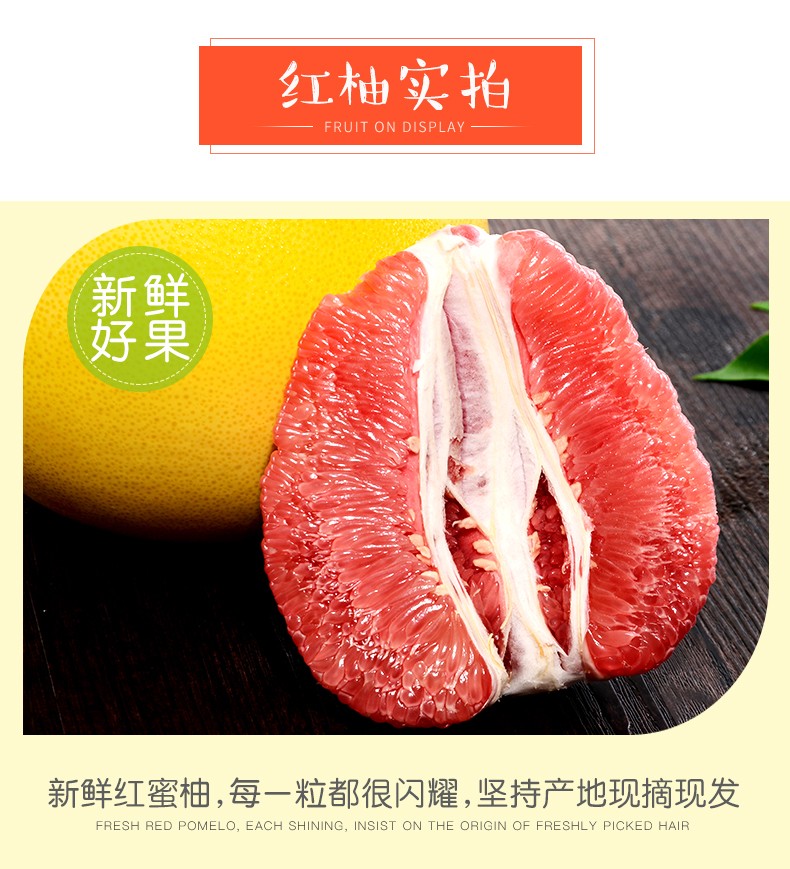 红柚实拍
FRUIT ON DISPLAY
新鲜
好果
新鲜红蜜柚,每一粒都很闪耀,坚持产地现摘现发
FRESH RED POMELO, EACH SHINING, INSIST ON THE ORIGIN OF FRESHLY PICKED HAIR